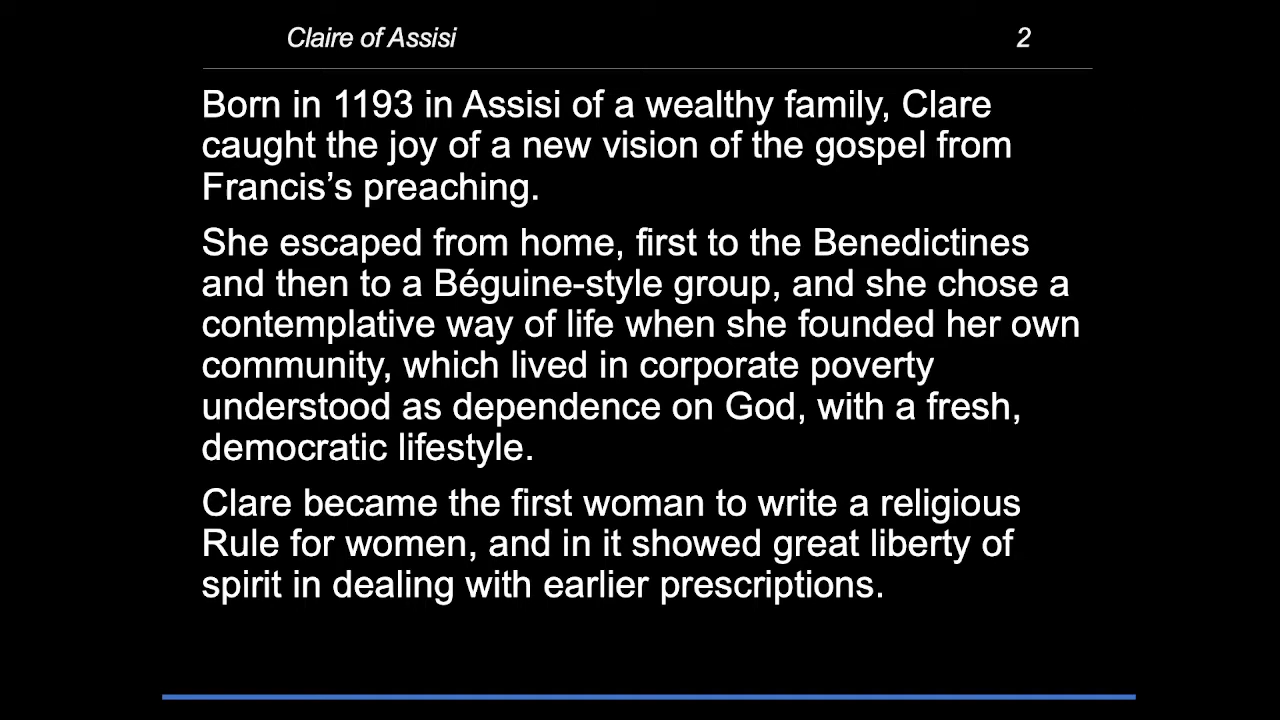 Claire of Assisi 2
Born in 1193 in Assisi of a wealthy family, Clare
caught the joy of a new vision of the gospel from
Francis’s preaching.
She escaped from home, first to the Benedictines
and then to a Béguine-style group, and she chose a
contemplative way of life when she founded her own
community, which lived in corporate poverty
understood as dependence on God, with a fresh,
democratic lifestyle.
Clare became the first woman to write a religious
Rule for women, and in it showed great liberty of
spirit in dealing with earlier prescriptions.